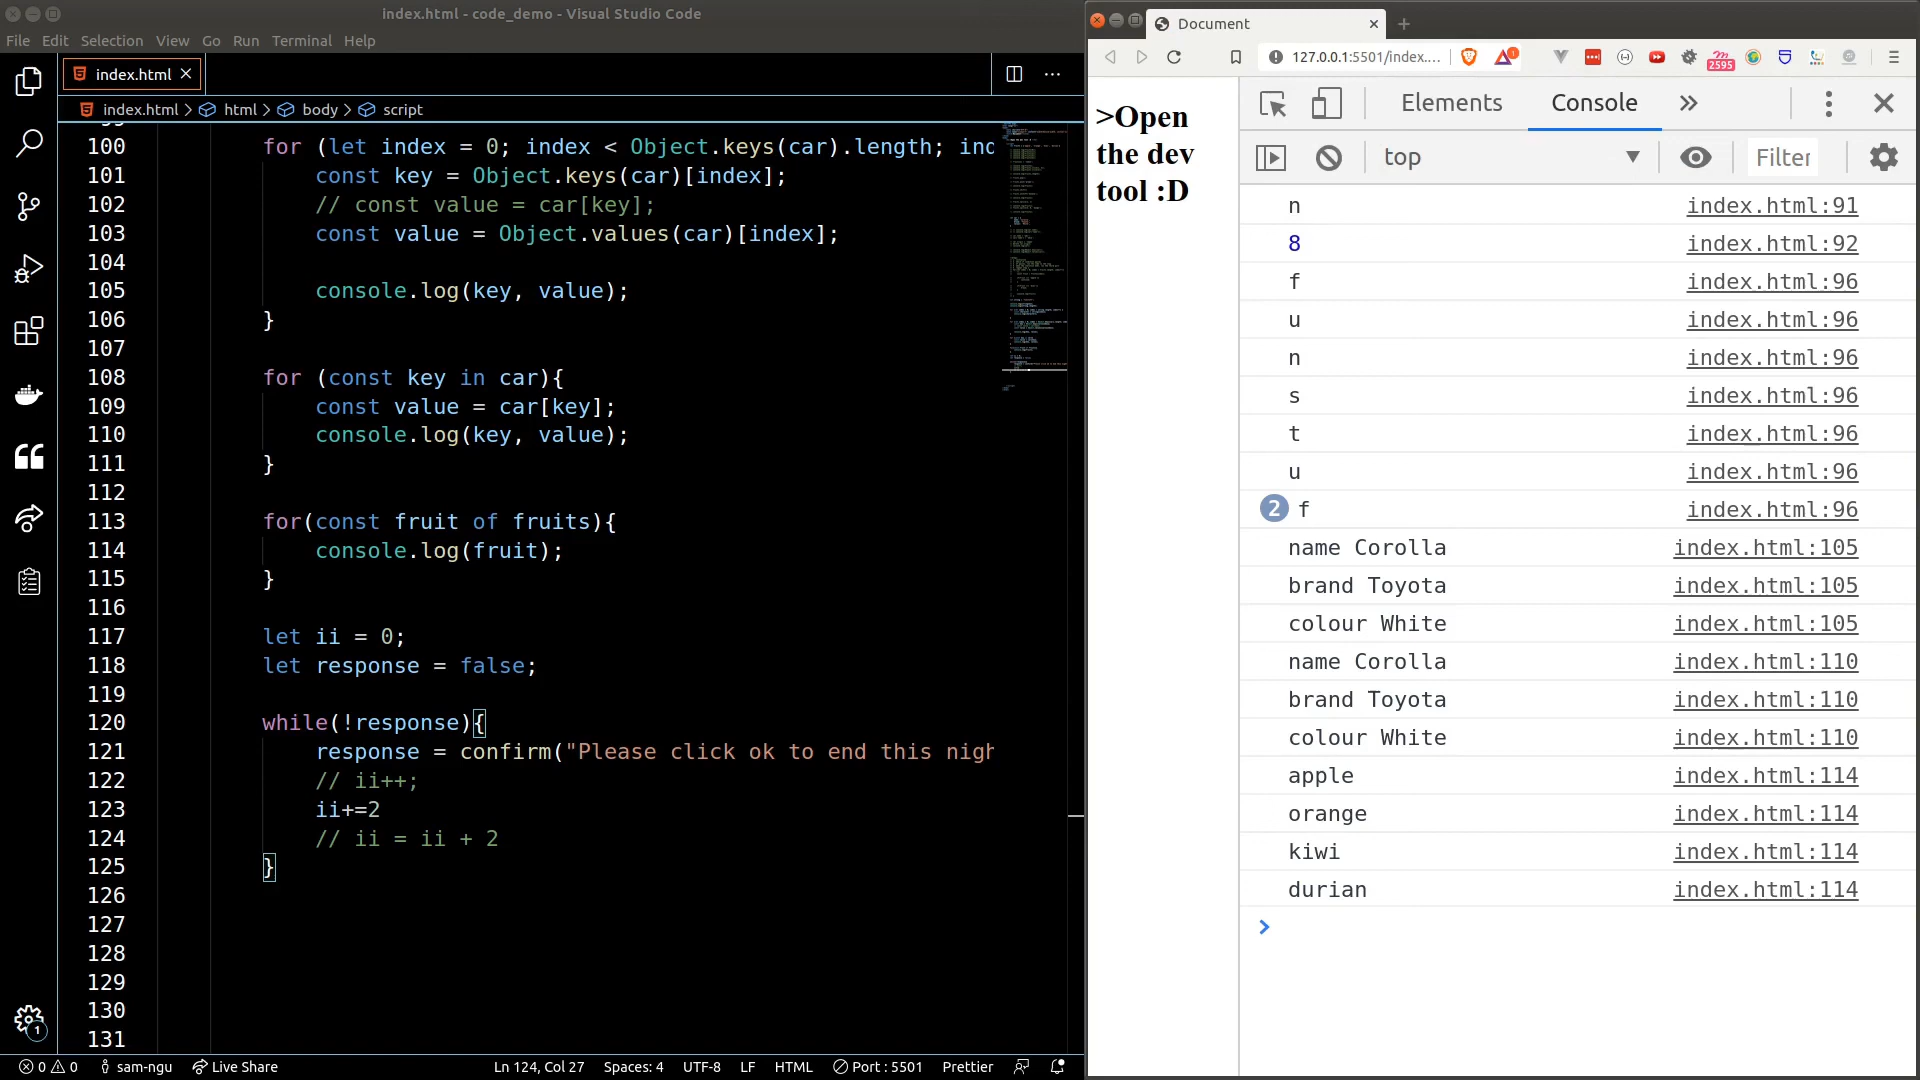 index.html - code_demo - Visual Studio Code
File Edit Selection View Go Run Terminal Help
index.html
index.html > html > body > script
100 for (let index = 0; index < Object.keys(car).length; ind
101 const key = Object.keys(car)[index];
102 // const value = car[key];
103 const value = Object.values(car)[index];
104
105 console.log(key, value);
106 }
107
108 for (const key in car){
109 const value = car[key];
110 console.log(key, value);
111 }
112
113 for(const fruit of fruits){
114 console.log(fruit);
115 }
116
117 let ii = 0;
118 let response = false;
119
120 while(!response){
121 response = confirm("Please click ok to end this nigh
122 // ii++;
123 ii+=2
124 // ii = ii + 2
125 }
126
127
128
129
130
131
1
0 0 sam-ngu Live Share Ln 124, Col 27 Spaces: 4 UTF-8 LF HTML Port : 5501 Prettier
Document
127.0.0.1:5501/index.... 1 2595
>Open
the dev
tool :D
Elements Console »
top Filter
n index.html:91
8 index.html:92
f index.html:96
u index.html:96
n index.html:96
s index.html:96
t index.html:96
u index.html:96
2 f index.html:96
name Corolla index.html:105
brand Toyota index.html:105
colour White index.html:105
name Corolla index.html:110
brand Toyota index.html:110
colour White index.html:110
apple index.html:114
orange index.html:114
kiwi index.html:114
durian index.html:114
>